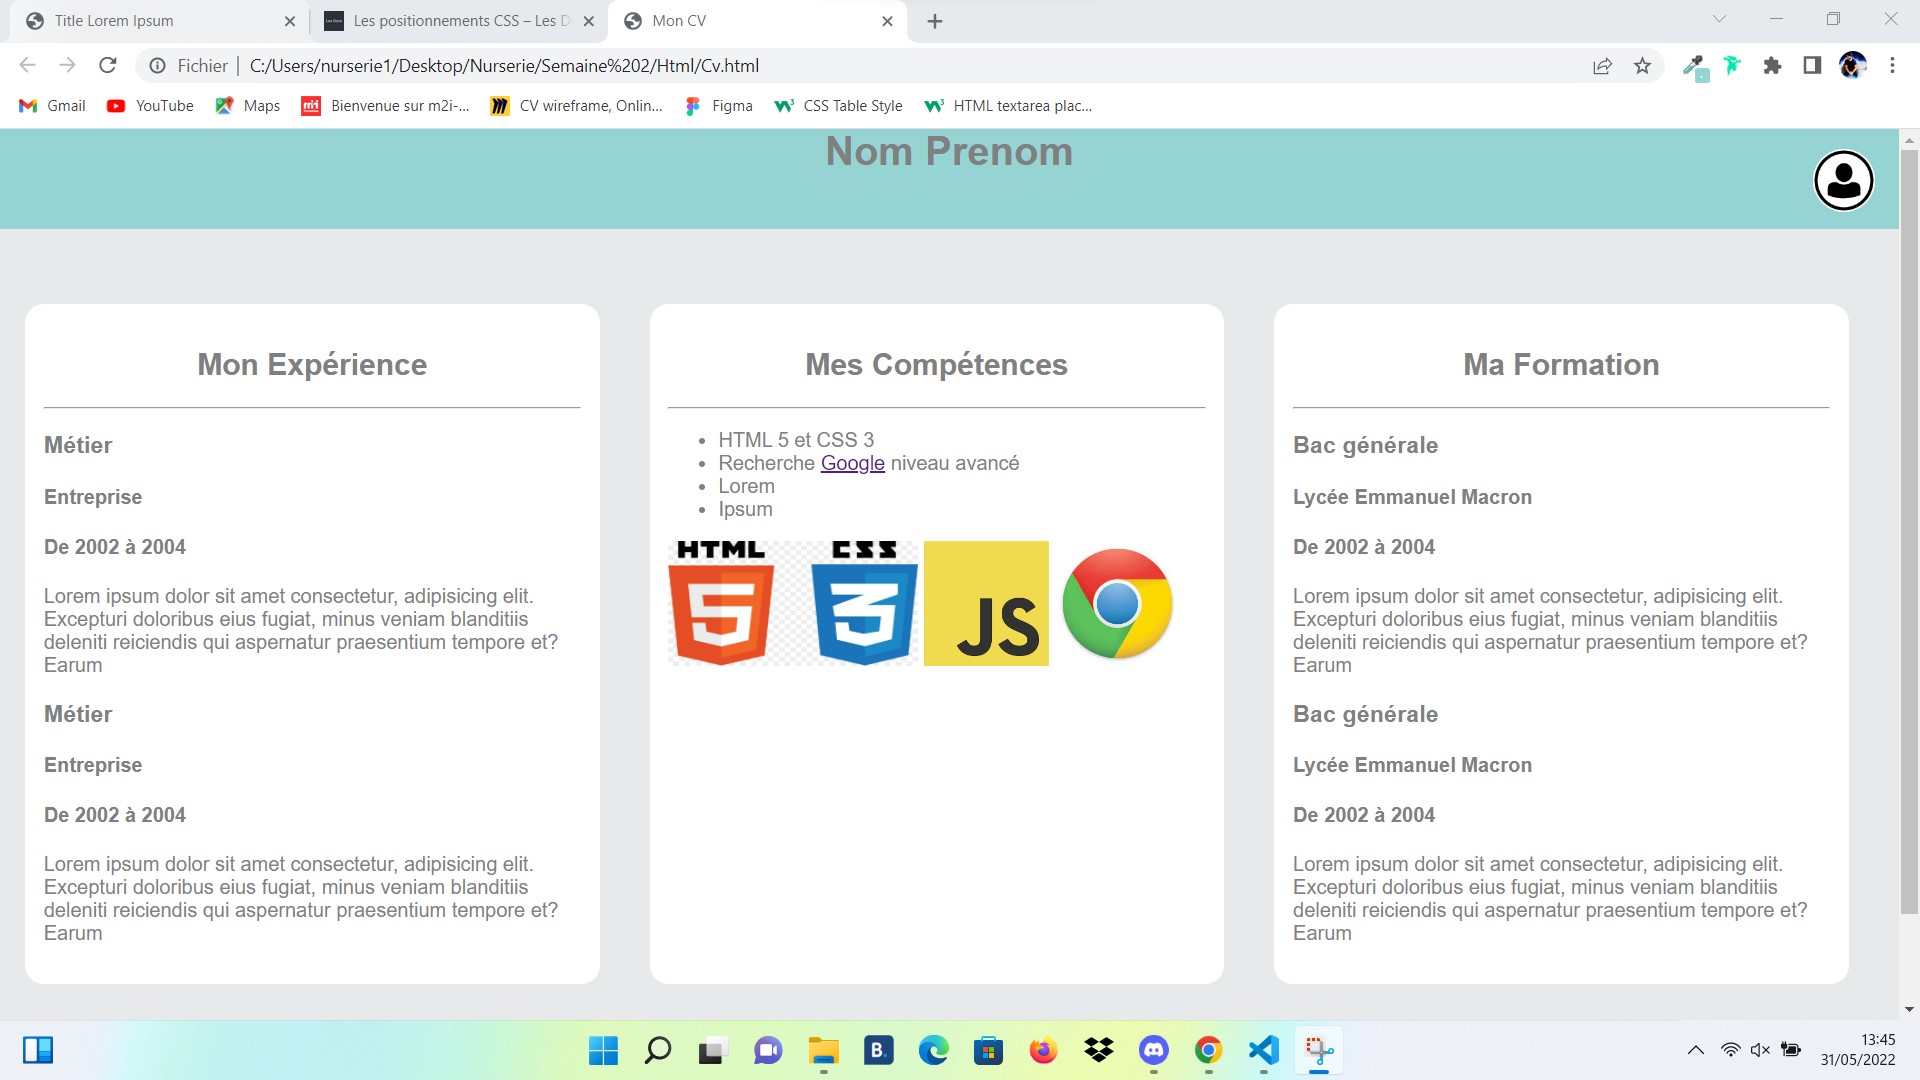 Title Lorem Ipsum
Les positionnements CSS – Les D
Mon CV
Fichier | C:/Users/nurserie1/Desktop/Nurserie/Semaine%202/Html/Cv.html
Gmail
YouTube
Maps
Bienvenue sur m2i-...
CV wireframe, Onlin...
Figma
CSS Table Style
HTML textarea plac...
Nom Prenom
Mon Expérience
Métier
Entreprise
De 2002 à 2004
Lorem ipsum dolor sit amet consectetur, adipisicing elit.
Excepturi doloribus eius fugiat, minus veniam blanditiis
deleniti reiciendis qui aspernatur praesentium tempore et?
Earum
Métier
Entreprise
De 2002 à 2004
Lorem ipsum dolor sit amet consectetur, adipisicing elit.
Excepturi doloribus eius fugiat, minus veniam blanditiis
deleniti reiciendis qui aspernatur praesentium tempore et?
Earum
Mes Compétences
• HTML 5 et CSS 3
• Recherche Google niveau avancé
• Lorem
• Ipsum
HTML
5
CSS
3
JS
Ma Formation
Bac générale
Lycée Emmanuel Macron
De 2002 à 2004
Lorem ipsum dolor sit amet consectetur, adipisicing elit.
Excepturi doloribus eius fugiat, minus veniam blanditiis
deleniti reiciendis qui aspernatur praesentium tempore et?
Earum
Bac générale
Lycée Emmanuel Macron
De 2002 à 2004
Lorem ipsum dolor sit amet consectetur, adipisicing elit.
Excepturi doloribus eius fugiat, minus veniam blanditiis
deleniti reiciendis qui aspernatur praesentium tempore et?
Earum
B.
13:45
31/05/2022